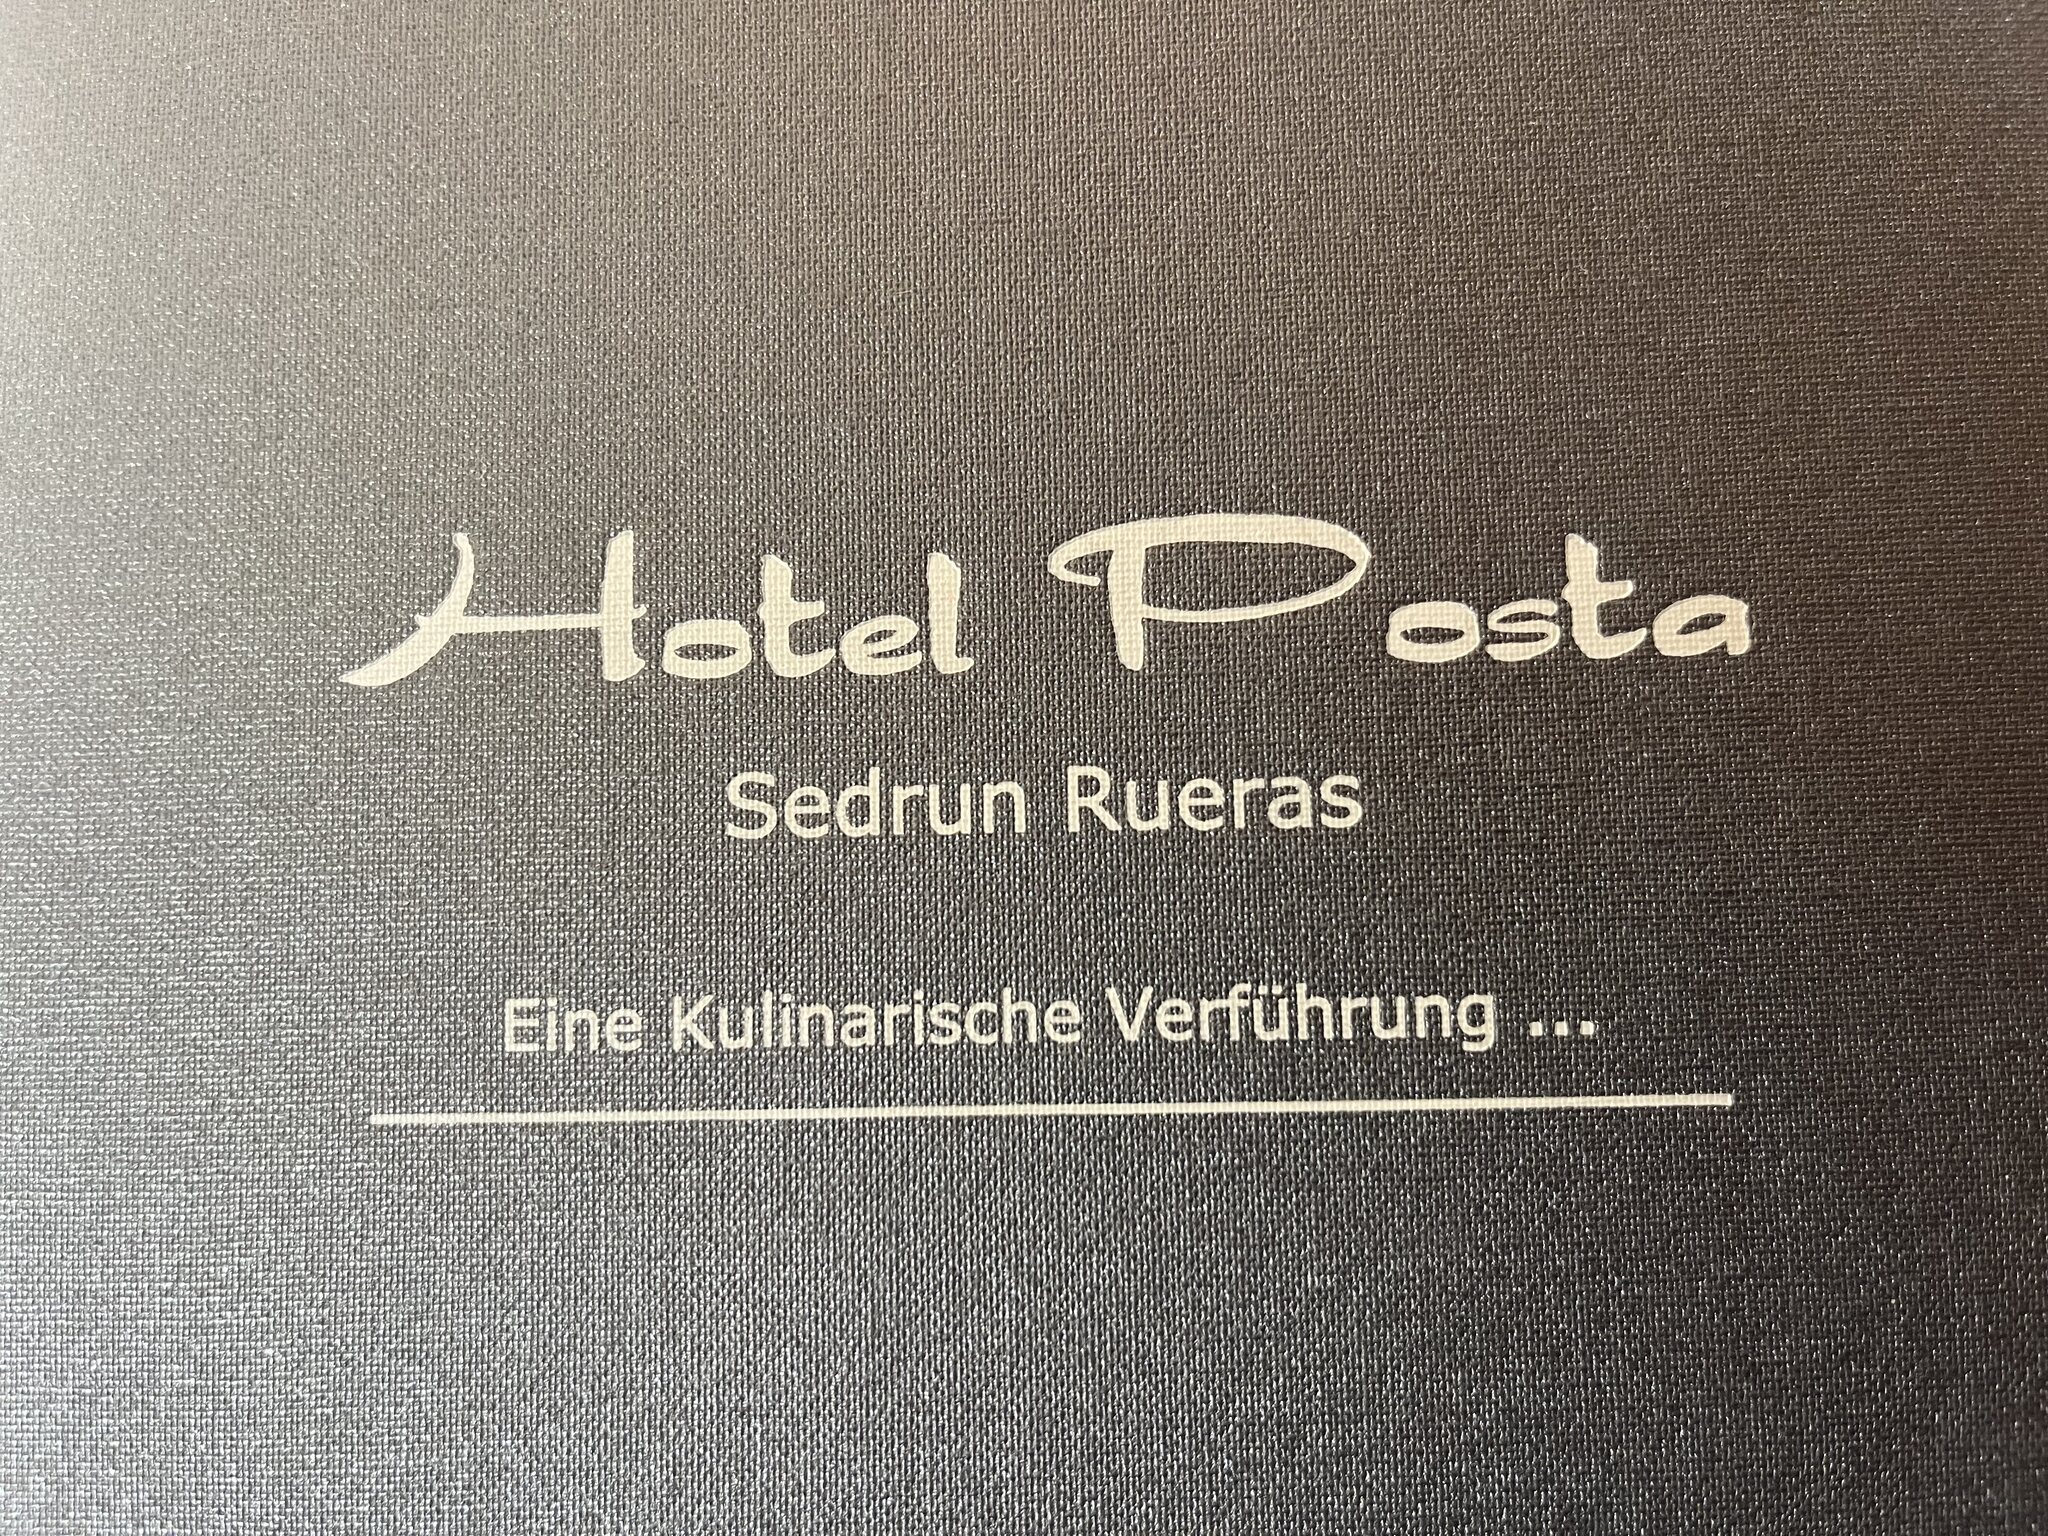 Hotel Posta
Sedrun Rueras
Eine Kulinarische Verführung ...